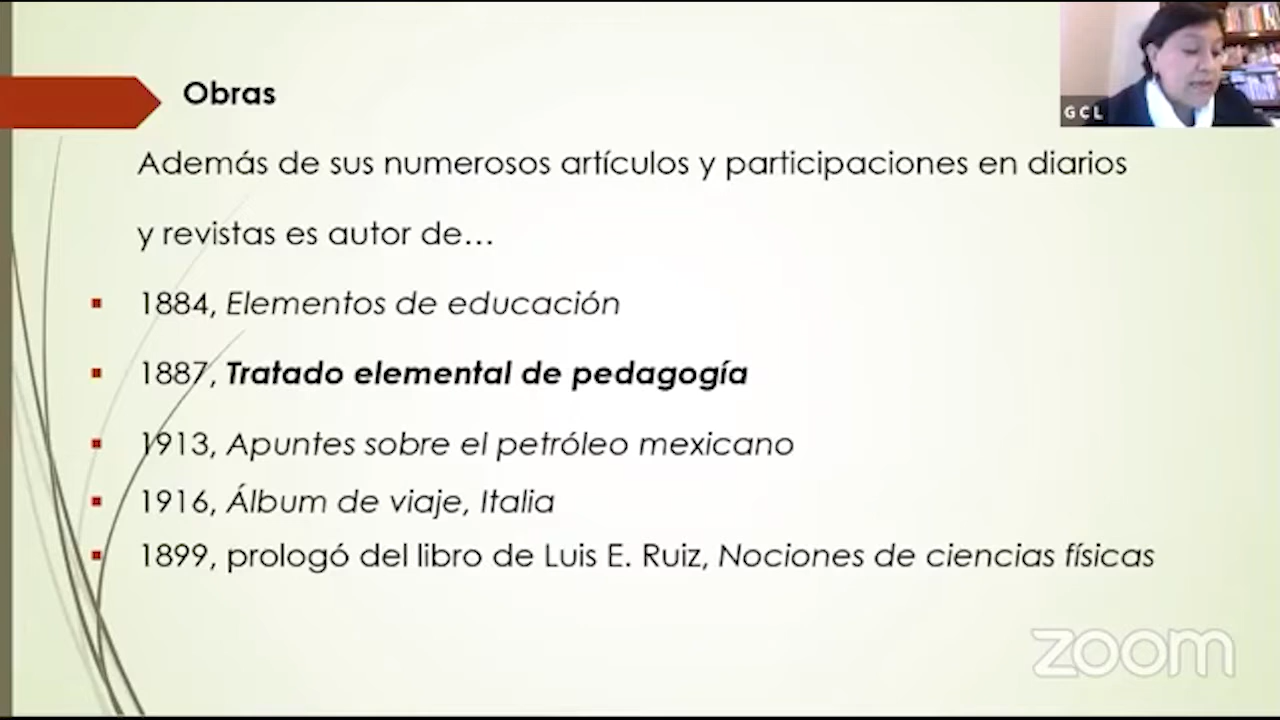 Obras
GCL
Además de sus numerosos artículos y participaciones en diarios
y revistas es autor de...
1884, Elementos de educación
1887, Tratado elemental de pedagogía
1913, Apuntes sobre el petróleo mexicano
1916, Álbum de viaje, Italia
1899, prologó del libro de Luis E. Ruiz, Nociones de ciencias físicas
zoom